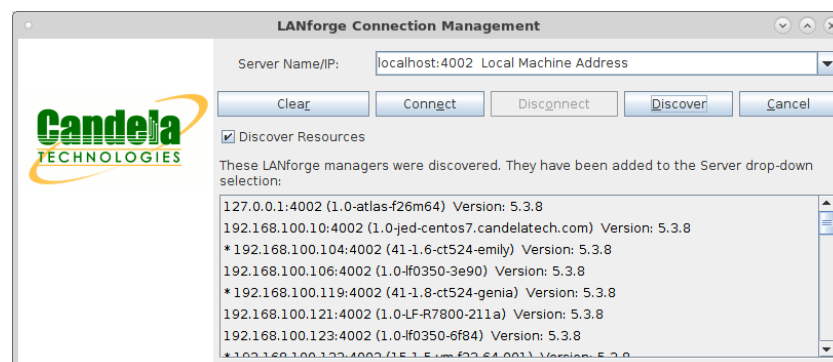 LANforge Connection Management
Server Name/IP:
localhost:4002 Local Machine Address
Clear
Connect
Disconnect
Discover
Cancel
Candela
TECHNOLOGIES
Discover Resources
These LANforge managers were discovered. They have been added to the Server drop-down
selection:
127.0.0.1:4002 (1.0-atlas-f26m64) Version: 5.3.8
192.168.100.10:4002 (1.0-jed-centos7.candelatech.com) Version: 5.3.8
* 192.168.100.104:4002 (41-1.6-ct524-emily) Version: 5.3.8
192.168.100.106:4002 (1.0-lf0350-3e90) Version: 5.3.8
* 192.168.100.119:4002 (41-1.8-ct524-genia) Version: 5.3.8
192.168.100.121:4002 (1.0-LF-R7800-211a) Version: 5.3.8
192.168.100.123:4002 (1.0-lf0350-6f84) Version: 5.3.8